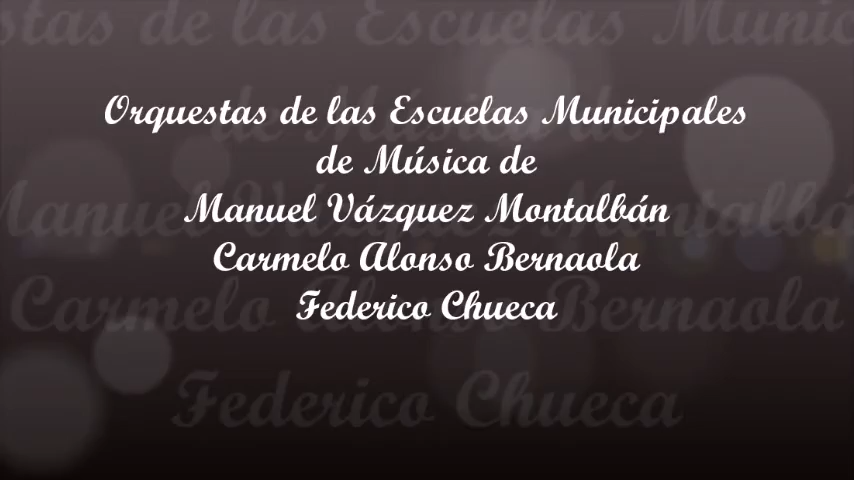 Orquestas de las Escuelas Municipales
de Música de
Manuel Vázquez Montalbán
Carmelo Alonso Bernaola
Federico Chueca